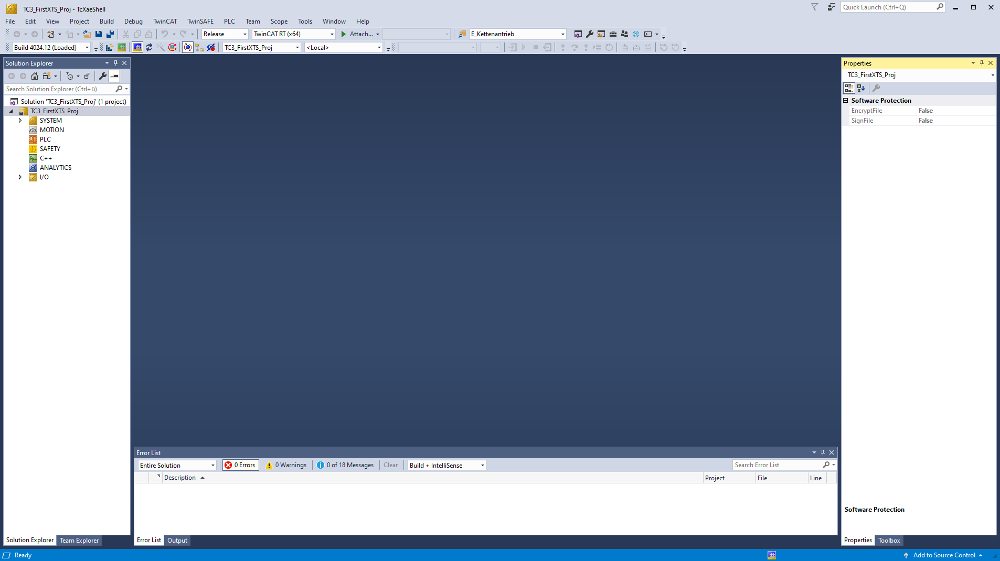 TC3_FirstXTS_Proj - TcXaeShell
Quick Launch (Ctrl+Q)
File Edit View Project Build Debug TwinCAT TwinSAFE PLC Team Scope Tools Window Help
Release TwinCAT RT (x64) Attach... E_Kettenantrieb
Build 4024.12 (Loaded) TC3_FirstXTS_Proj <Local>
Solution Explorer
Search Solution Explorer (Ctrl+ü)
Solution 'TC3_FirstXTS_Proj' (1 project)
TC3_FirstXTS_Proj
SYSTEM
MOTION
PLC
SAFETY
C++
ANALYTICS
I/O
Solution Explorer Team Explorer
Error List
Entire Solution 0 Errors 0 Warnings 0 of 18 Messages Clear Build + IntelliSense Search Error List
Description Project File Line
Error List Output
Properties
TC3_FirstXTS_Proj
Software Protection
EncryptFile False
SignFile False
Software Protection
Properties Toolbox
Ready Add to Source Control